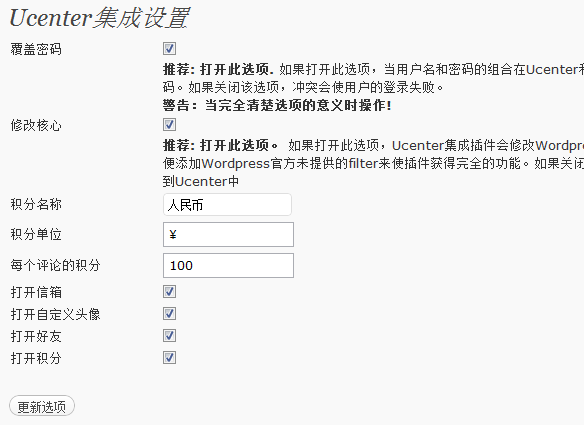 Ucenter集成设置
覆盖密码
推荐: 打开此选项. 如果打开此选项，当用户名和密码的组合在Ucenter和
码。如果关闭该选项，冲突会使用户的登录失败。
警告：当完全清楚选项的意义时操作!
修改核心
推荐: 打开此选项。 如果打开此选项，Ucenter集成插件会修改Wordpre
便添加Wordpress官方未提供的filter来使插件获得完全的功能。如果关闭
到Ucenter中
积分名称 人民币
积分单位 ¥
每个评论的积分 100
打开信箱
打开自定义头像
打开好友
打开积分
更新选项